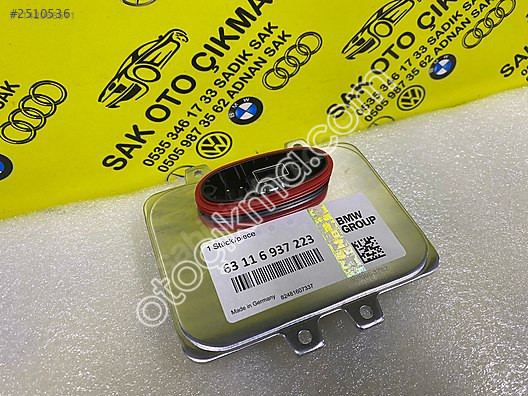 #2510536
SAK OTO ÇIKMA
0535 346 17 33 SADIK SAK
0505 987 35 62 ADNAN SAK
SAK OTO ÇIKMA
0535 346 17 33 SADIK SAK
0505 987 35 62 ADNAN SAK
otocikma.com
1 Stück/piece
63 11 6 937 223
Made in Germany
82481607337
BMW
GROUP